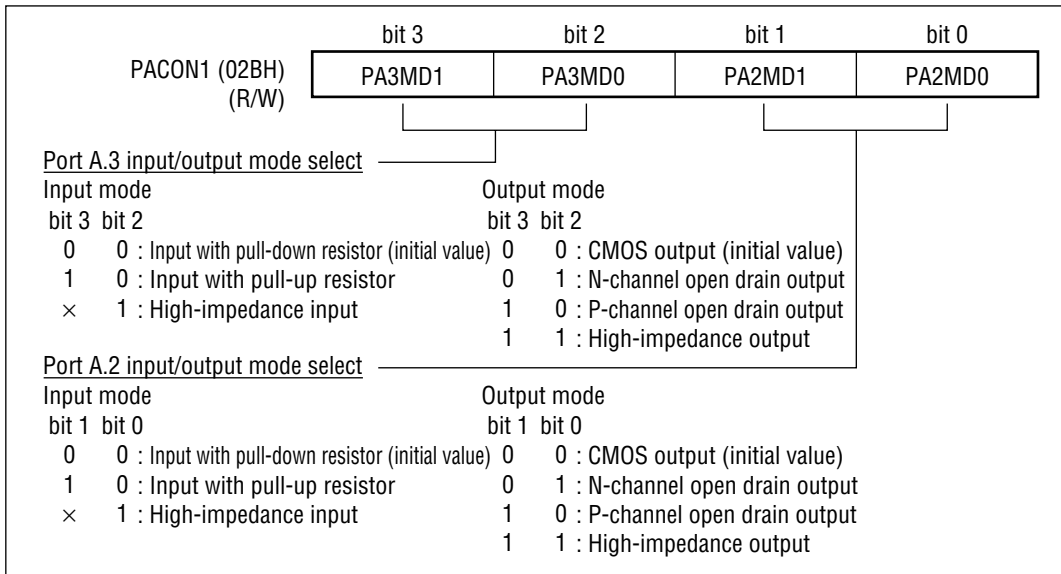 bit 3 bit 2 bit 1 bit 0
PACON1 (02BH) PA3MD1 PA3MD0 PA2MD1 PA2MD0
(R/W)
Port A.3 input/output mode select
Input mode Output mode
bit 3 bit 2 bit 3 bit 2
0 0 : Input with pull-down resistor (initial value) 0 0 : CMOS output (initial value)
1 0 : Input with pull-up resistor 0 1 : N-channel open drain output
× 1 : High-impedance input 1 0 : P-channel open drain output
1 1 : High-impedance output
Port A.2 input/output mode select
Input mode Output mode
bit 1 bit 0 bit 1 bit 0
0 0 : Input with pull-down resistor (initial value) 0 0 : CMOS output (initial value)
1 0 : Input with pull-up resistor 0 1 : N-channel open drain output
× 1 : High-impedance input 1 0 : P-channel open drain output
1 1 : High-impedance output